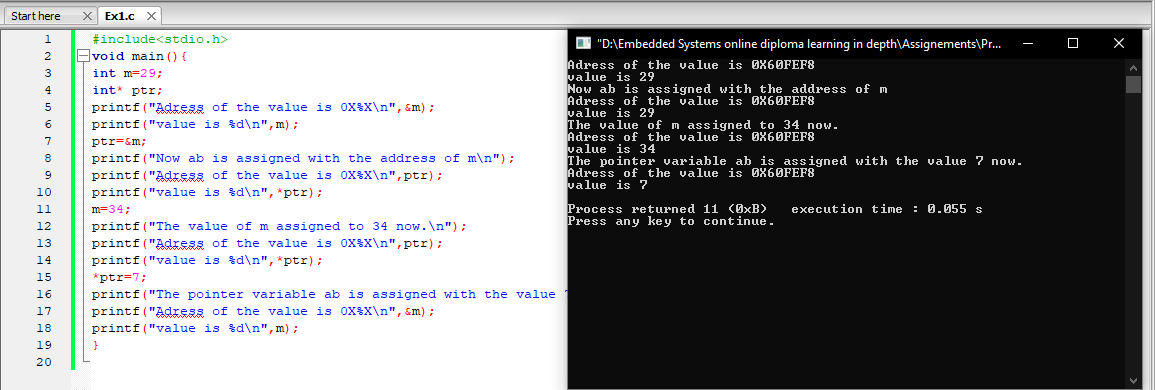 Start here Ex1.c
1 #include<stdio.h>
2 void main(){
3 int m=29;
4 int* ptr;
5 printf("Adress of the value is 0X%X\n",&m);
6 printf("value is %d\n",m);
7 ptr=&m;
8 printf("Now ab is assigned with the address of m\n");
9 printf("Adress of the value is 0X%X\n",ptr);
10 printf("value is %d\n",*ptr);
11 m=34;
12 printf("The value of m assigned to 34 now.\n");
13 printf("Adress of the value is 0X%X\n",ptr);
14 printf("value is %d\n",*ptr);
15 *ptr=7;
16 printf("The pointer variable ab is assigned with the value
17 printf("Adress of the value is 0X%X\n",&m);
18 printf("value is %d\n",m);
19 }
20
"D:\Embedded Systems online diploma learning in depth\Assignements\Pr...
Adress of the value is 0X60FEF8
value is 29
Now ab is assigned with the address of m
Adress of the value is 0X60FEF8
value is 29
The value of m assigned to 34 now.
Adress of the value is 0X60FEF8
value is 34
The pointer variable ab is assigned with the value 7 now.
Adress of the value is 0X60FEF8
value is 7
Process returned 11 (0xB) execution time : 0.055 s
Press any key to continue.